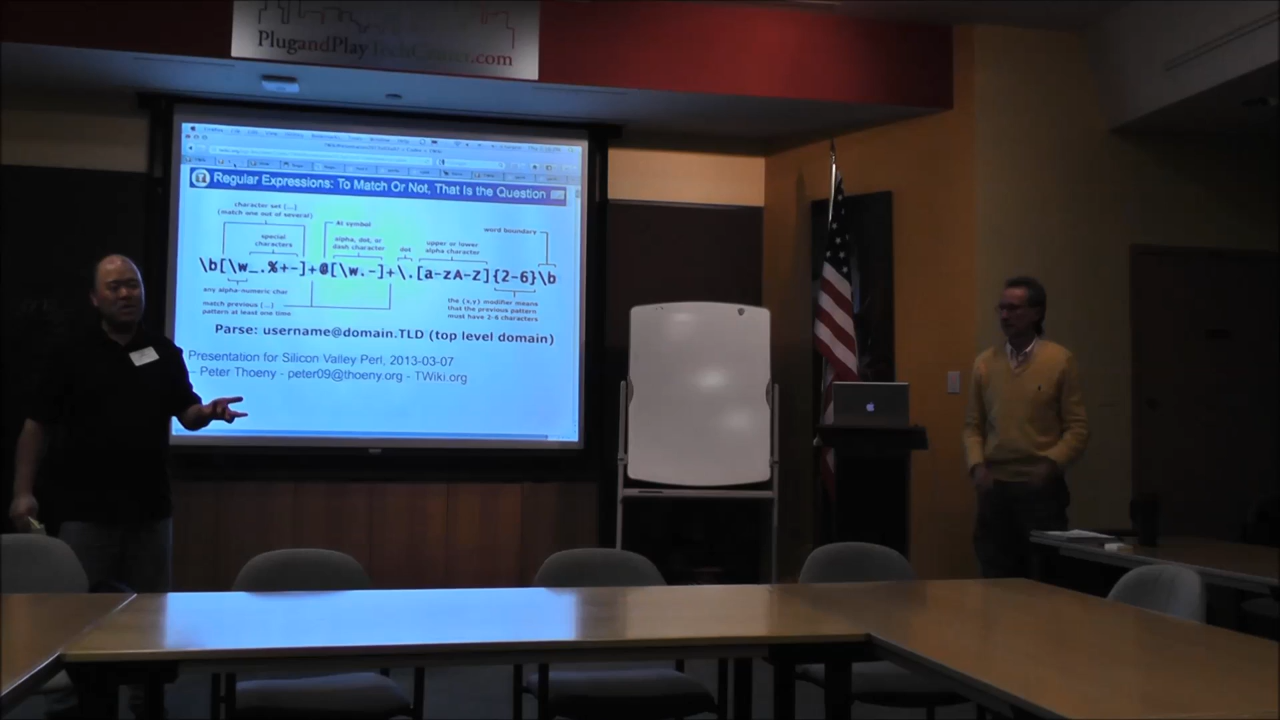 PlugandPlayTechCenter.com
Regular Expressions: To Match Or Not, That Is the Question
character set (...)
(match one out of several)
special
characters
At symbol
alpha, dot, or
dash character
dot
upper or lower
alpha character
word boundary
\b[\w_.%+-]+@[\w.-]+\.[a-zA-Z]{2-6}\b
any alpha-numeric char
match previous (...)
pattern at least one time
the {x,y} modifier means
that the previous pattern
must have 2-6 characters
Parse: username@domain.TLD (top level domain)
Presentation for Silicon Valley Perl, 2013-03-07
– Peter Thoeny - peter09@thoeny.org - TWiki.org